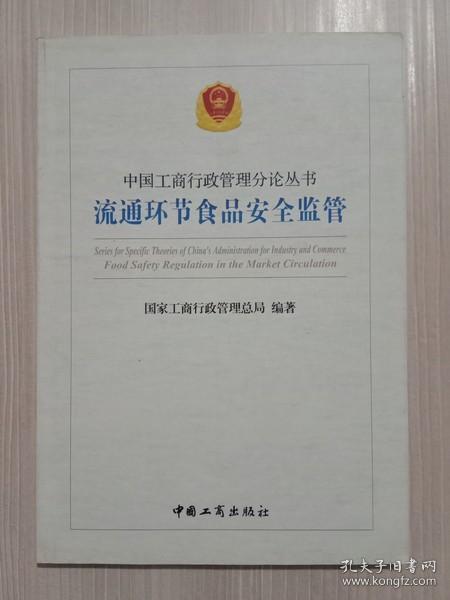 中国工商行政管理分论丛书
流通环节食品安全监管
Series for Specific Theories of China's Administration for Industry and Commerce
Food Safety Regulation in the Market Circulation
国家工商行政管理总局 编著
中国工商出版社
孔夫子旧书网
www.kongfz.com